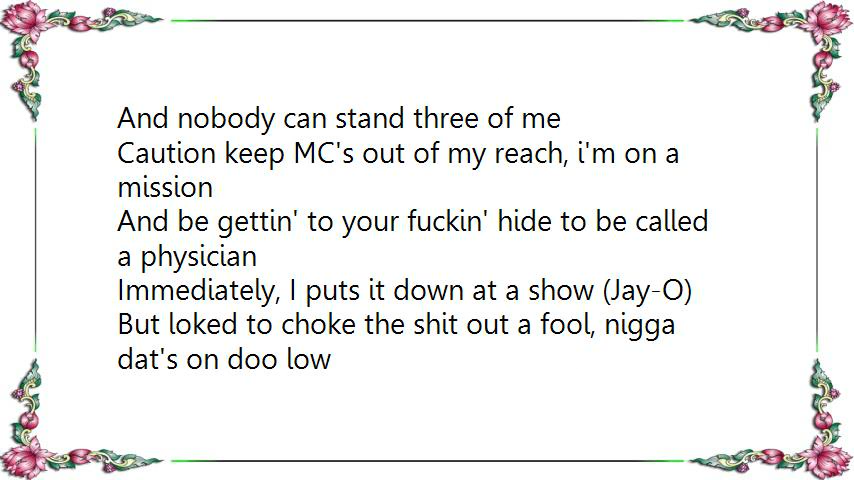 And nobody can stand three of me
Caution keep MC's out of my reach, i'm on a
mission
And be gettin' to your fuckin' hide to be called
a physician
Immediately, I puts it down at a show (Jay-O)
But loked to choke the shit out a fool, nigga
dat's on doo low